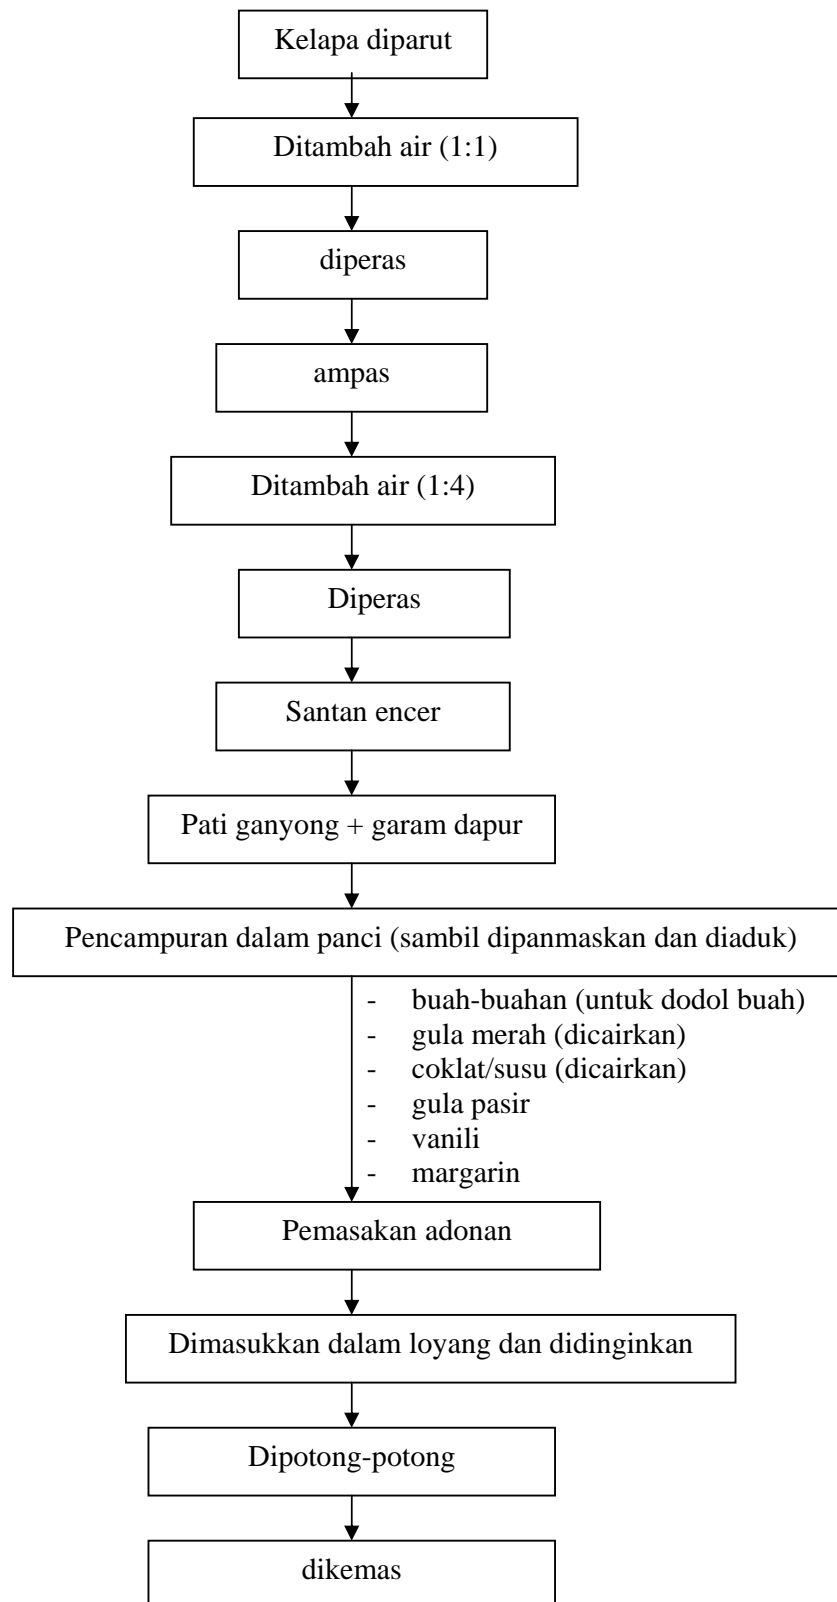 Kelapa diparut
Ditambah air (1:1)
diperas
ampas
Ditambah air (1:4)
Diperas
Santan encer
Pati ganyong + garam dapur
Pencampuran dalam panci (sambil dipanmaskan dan diaduk)
- buah-buahan (untuk dodol buah)
- gula merah (dicairkan)
- coklat/susu (dicairkan)
- gula pasir
- vanili
- margarin
Pemasakan adonan
Dimasukkan dalam loyang dan didinginkan
Dipotong-potong
dikemas